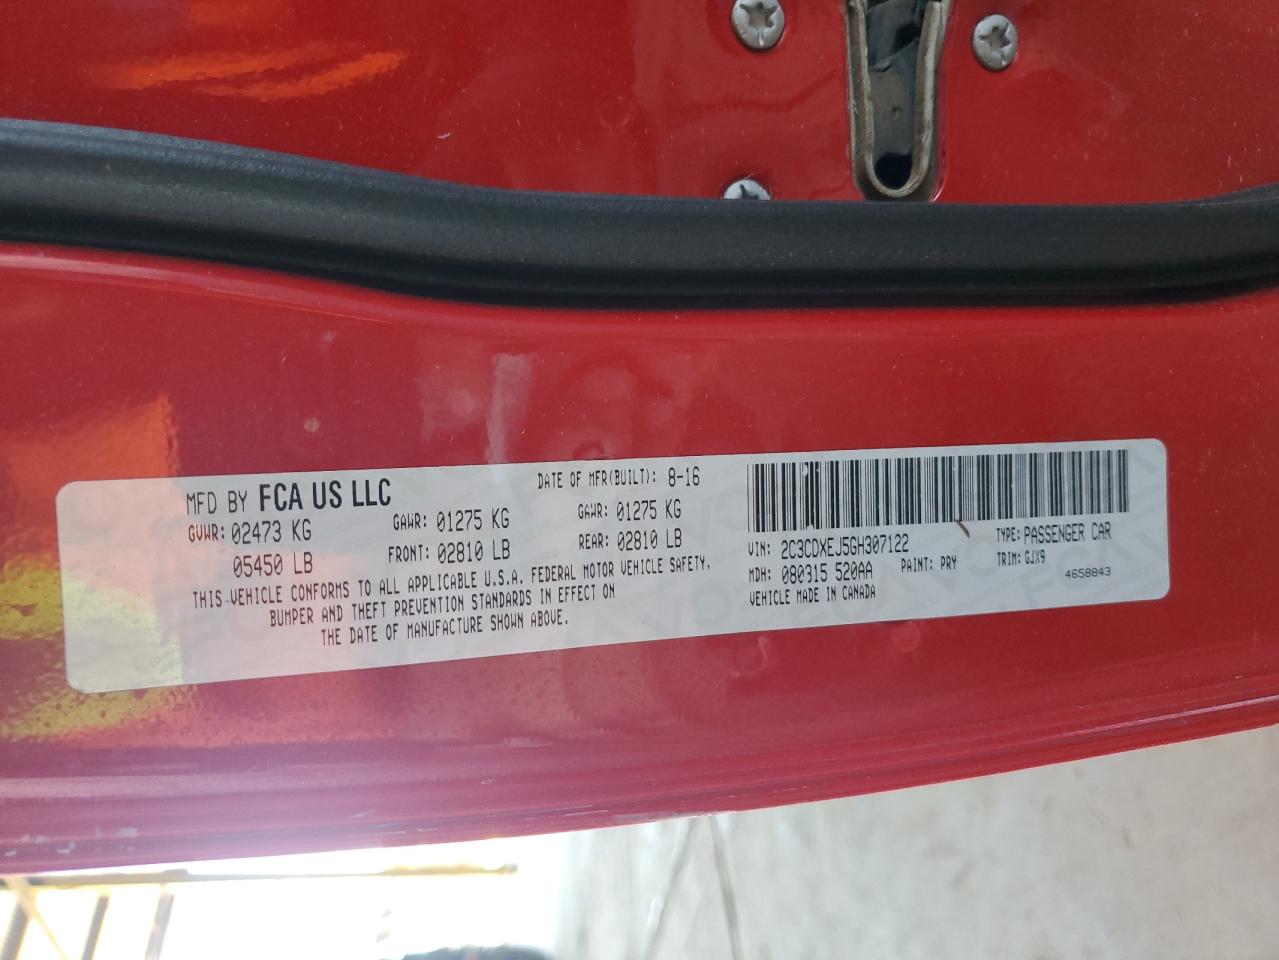 MFD BY FCA US LLC
DATE OF MFR(BUILT): 8-16
GVWR: 02473 KG GAWR: 01275 KG GAWR: 01275 KG
05450 LB FRONT: 02810 LB REAR: 02810 LB
THIS VEHICLE CONFORMS TO ALL APPLICABLE U.S.A. FEDERAL MOTOR VEHICLE SAFETY,
BUMPER AND THEFT PREVENTION STANDARDS IN EFFECT ON
THE DATE OF MANUFACTURE SHOWN ABOVE.
VIN: 2C3CDXEJ5GH307122 TYPE: PASSENGER CAR
MDH: 080315 520AA PAINT: PRY TRIM: GJX9
VEHICLE MADE IN CANADA 4658843